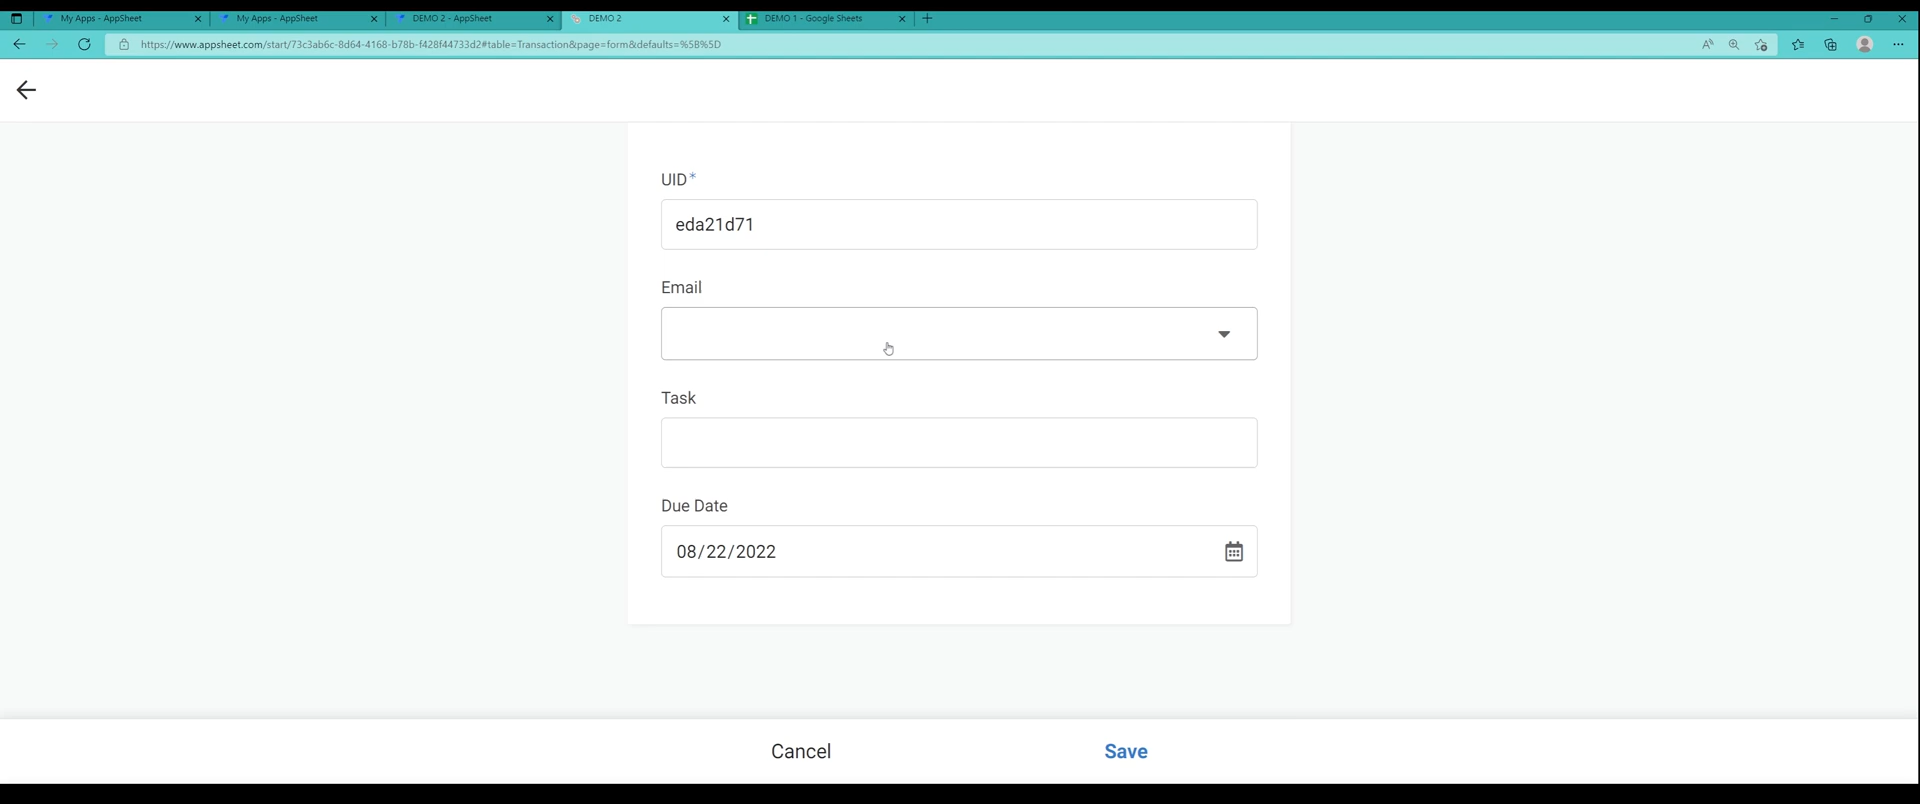 My Apps - AppSheet
My Apps - AppSheet
DEMO 2 - AppSheet
DEMO 2
DEMO 1 - Google Sheets
https://www.appsheet.com/start/73c3ab6c-8d64-4168-b78b-f428f44733d2#table=Transaction&page=form&defaults=%5B%5D
UID*
eda21d71
Email
Task
Due Date
08/22/2022
Cancel
Save